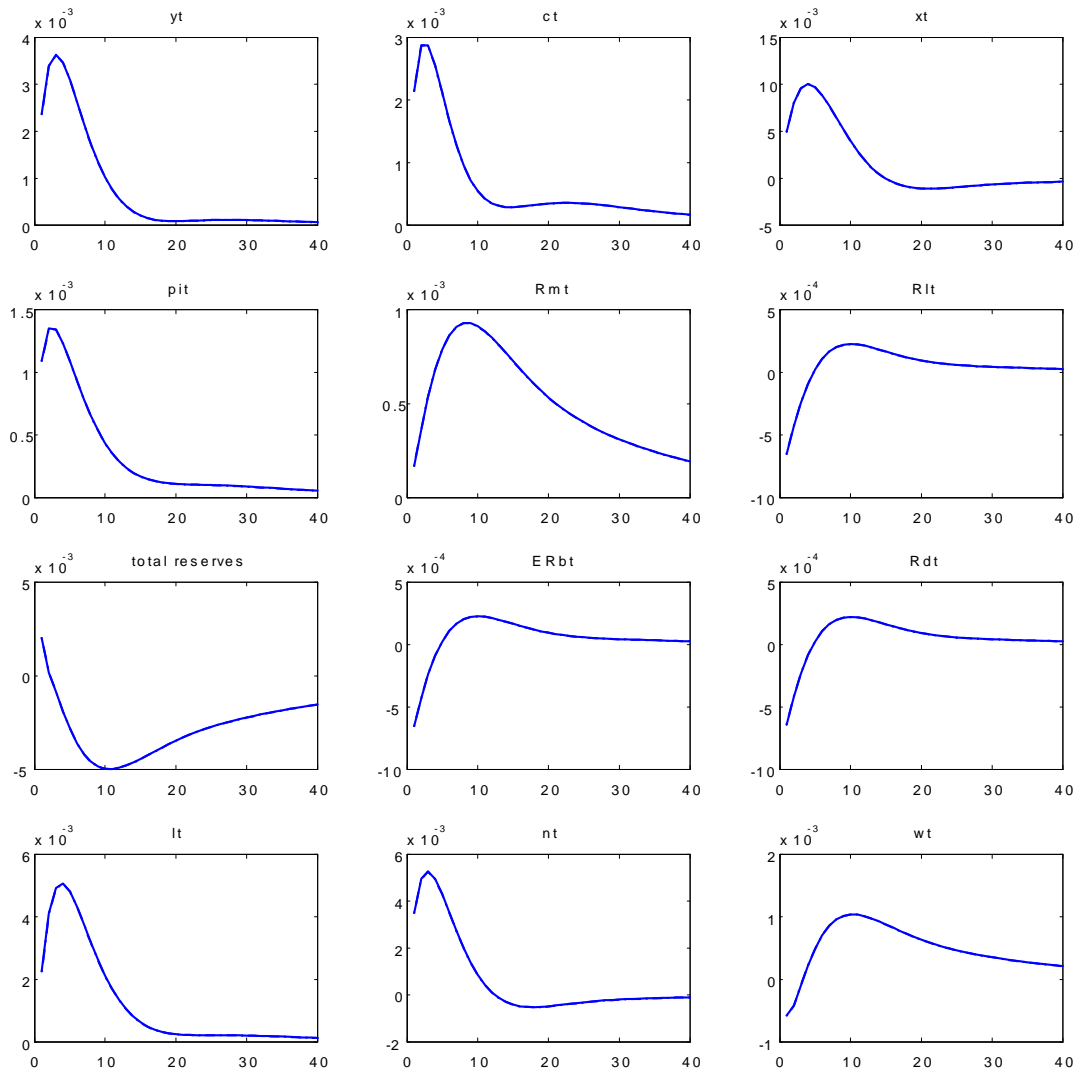 x 10^-3 yt
4
3
2
1
0
0 10 20 30 40
x 10^-3 ct
3
2
1
0
0 10 20 30 40
x 10^-3 xt
15
10
5
0
-5
0 10 20 30 40
x 10^-3 pit
1.5
1
0.5
0
0 10 20 30 40
x 10^-3 Rmt
1
0.5
0
0 10 20 30 40
x 10^-4 Rlt
5
0
-5
-10
0 10 20 30 40
x 10^-3 total reserves
5
0
-5
0 10 20 30 40
x 10^-4 ERbt
5
0
-5
-10
0 10 20 30 40
x 10^-4 Rdt
5
0
-5
-10
0 10 20 30 40
x 10^-3 lt
6
4
2
0
0 10 20 30 40
x 10^-3 nt
6
4
2
0
-2
0 10 20 30 40
x 10^-3 wt
2
1
0
-1
0 10 20 30 40